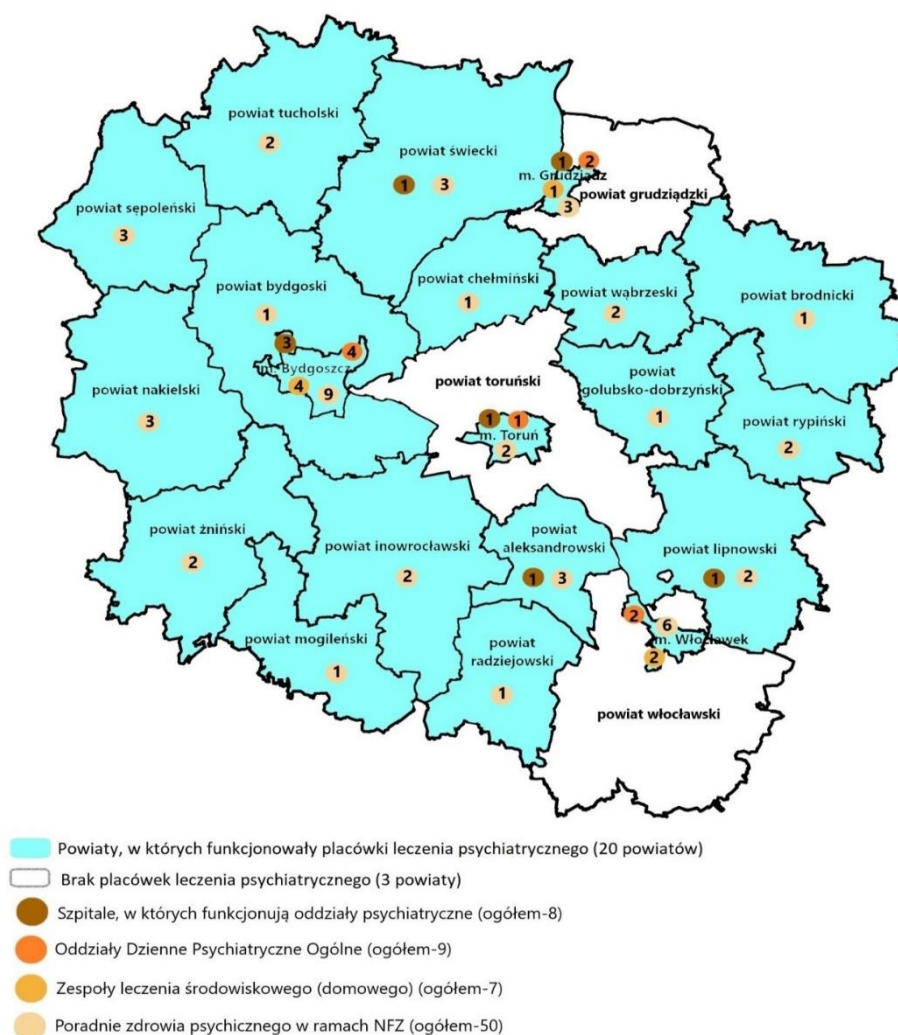 powiat tucholski
2
powiat świecki
1 3
1 2
m. Grudziądz
1
powiat grudziądzki
3
powiat sępoleński
3
powiat bydgoski
1
powiat chełmiński
1
powiat wąbrzeski
2
powiat brodnicki
1
3
4
m. Bydgoszcz
4 9
powiat nakielski
3
powiat toruński
1 1
m. Toruń
2
powiat
golubsko-dobrzyński
1
powiat rypiński
2
powiat żniński
2
powiat inowrocławski
2
powiat
aleksandrowski
1 3
powiat lipnowski
1 2
2
6
m. Włocławek
2
powiat mogileński
1
powiat
radziejowski
1
powiat włocławski
Powiaty, w których funkcjonowały placówki leczenia psychiatrycznego (20 powiatów)
Brak placówek leczenia psychiatrycznego (3 powiaty)
Szpitale, w których funkcjonują oddziały psychiatryczne (ogółem-8)
Oddziały Dzienne Psychiatryczne Ogólne (ogółem-9)
Zespoły leczenia środowiskowego (domowego) (ogółem-7)
Poradnie zdrowia psychicznego w ramach NFZ (ogółem-50)